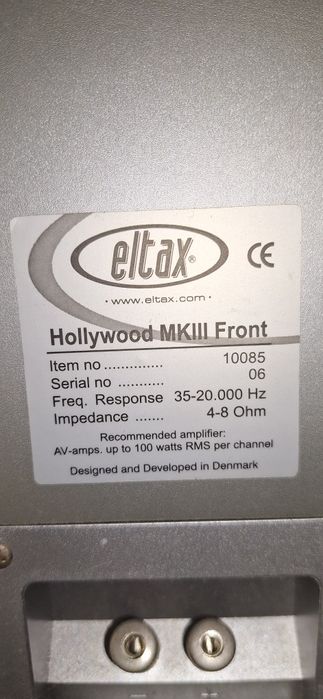 eltax®
· www.eltax.com ·
CE
Hollywood MKIII Front
Item no .............. 10085
Serial no ........... 06
Freq. Response 35-20.000 Hz
Impedance ....... 4-8 Ohm
Recommended amplifier:
AV-amps. up to 100 watts RMS per channel
Designed and Developed in Denmark